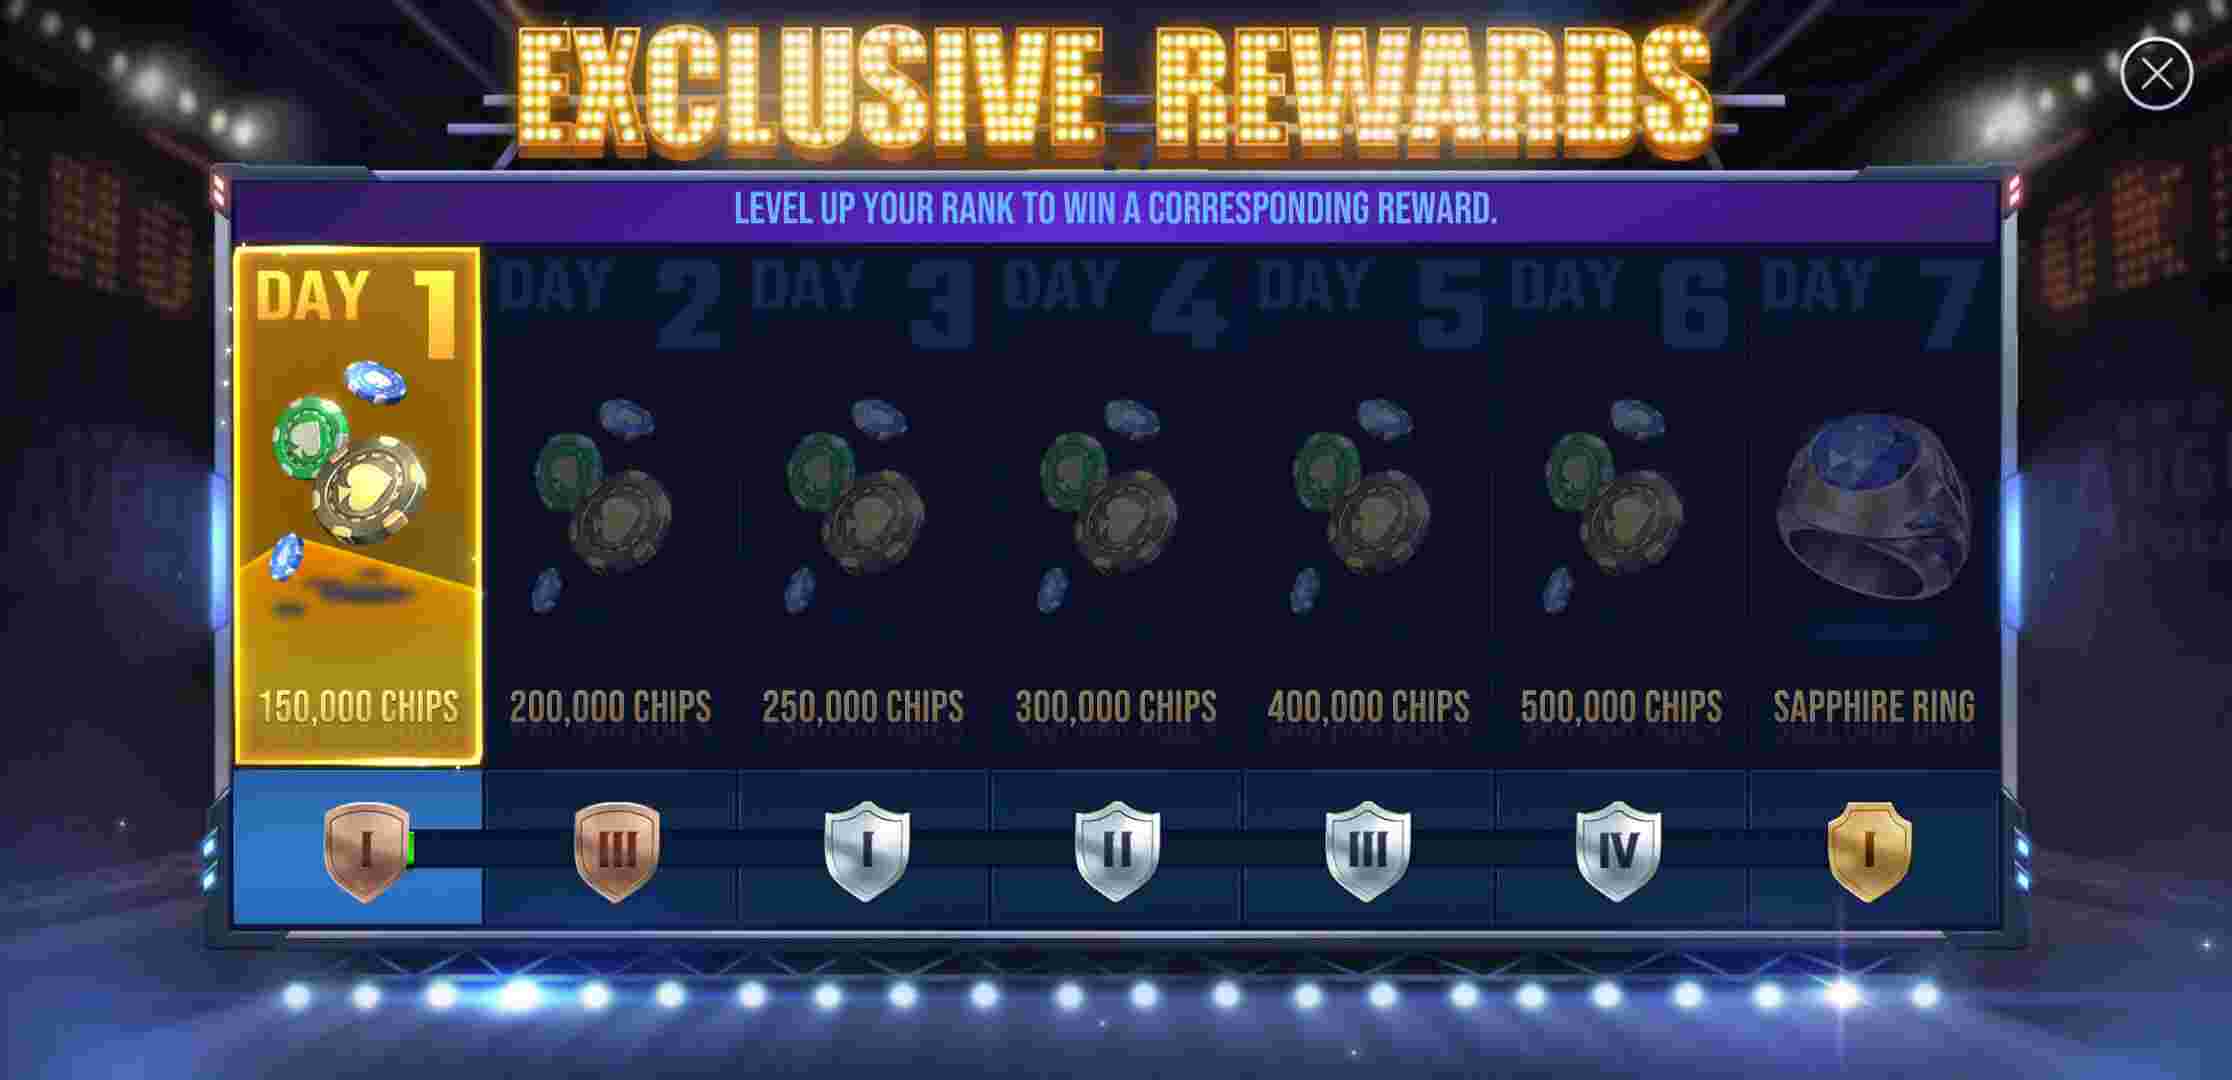 EXCLUSIVE REWARDS
LEVEL UP YOUR RANK TO WIN A CORRESPONDING REWARD.
DAY 1
DAY 2
DAY 3
DAY 4
DAY 5
DAY 6
DAY 7
150,000 CHIPS
200,000 CHIPS
250,000 CHIPS
300,000 CHIPS
400,000 CHIPS
500,000 CHIPS
SAPPHIRE RING
I
III
I
II
III
IV
I